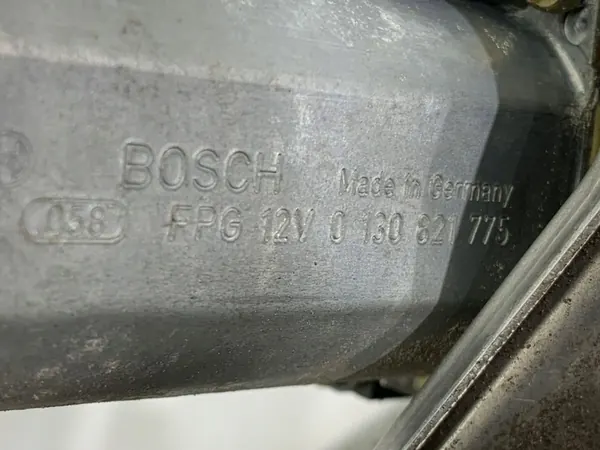 BOSCH Made in Germany
058 FPG 12V 0 130 821 775